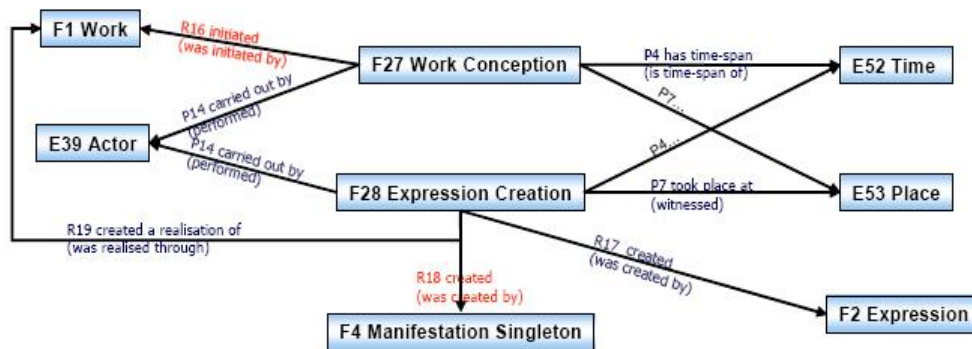 F1 Work
R16 initiated
(was initiated by)
F27 Work Conception
P4 has time-span
(is time-span of)
E52 Time
P14 carried out by
(performed)
P7...
E39 Actor
P14 carried out by
(performed)
P4...
F28 Expression Creation
P7 took place at
(witnessed)
E53 Place
R19 created a realisation of
(was realised through)
R17 created
(was created by)
R18 created
(was created by)
F2 Expression
F4 Manifestation Singleton